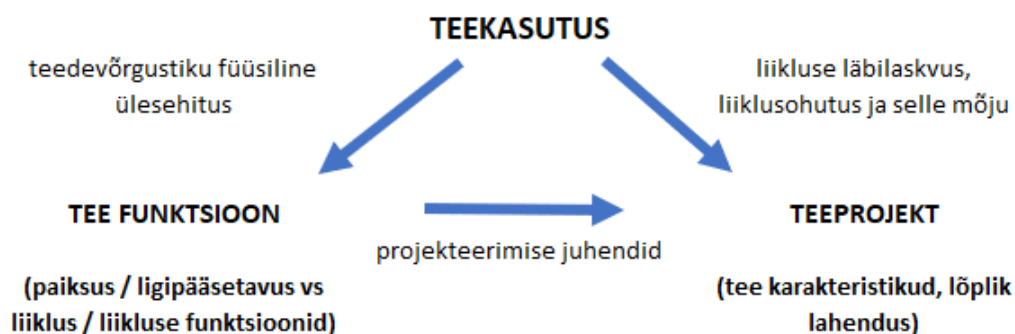 TEEKASUTUS
teedevõrgustiku füüsiline
ülesehitus
liikluse läbilaskvus,
liiklusohutus ja selle mõju
TEE FUNKTSIOON
TEEPROJEKT
projekteerimise juhendid
(paiksus / ligipääsetavus vs
liiklus / liikluse funktsioonid)
(tee karakteristikud, lõplik
lahendus)